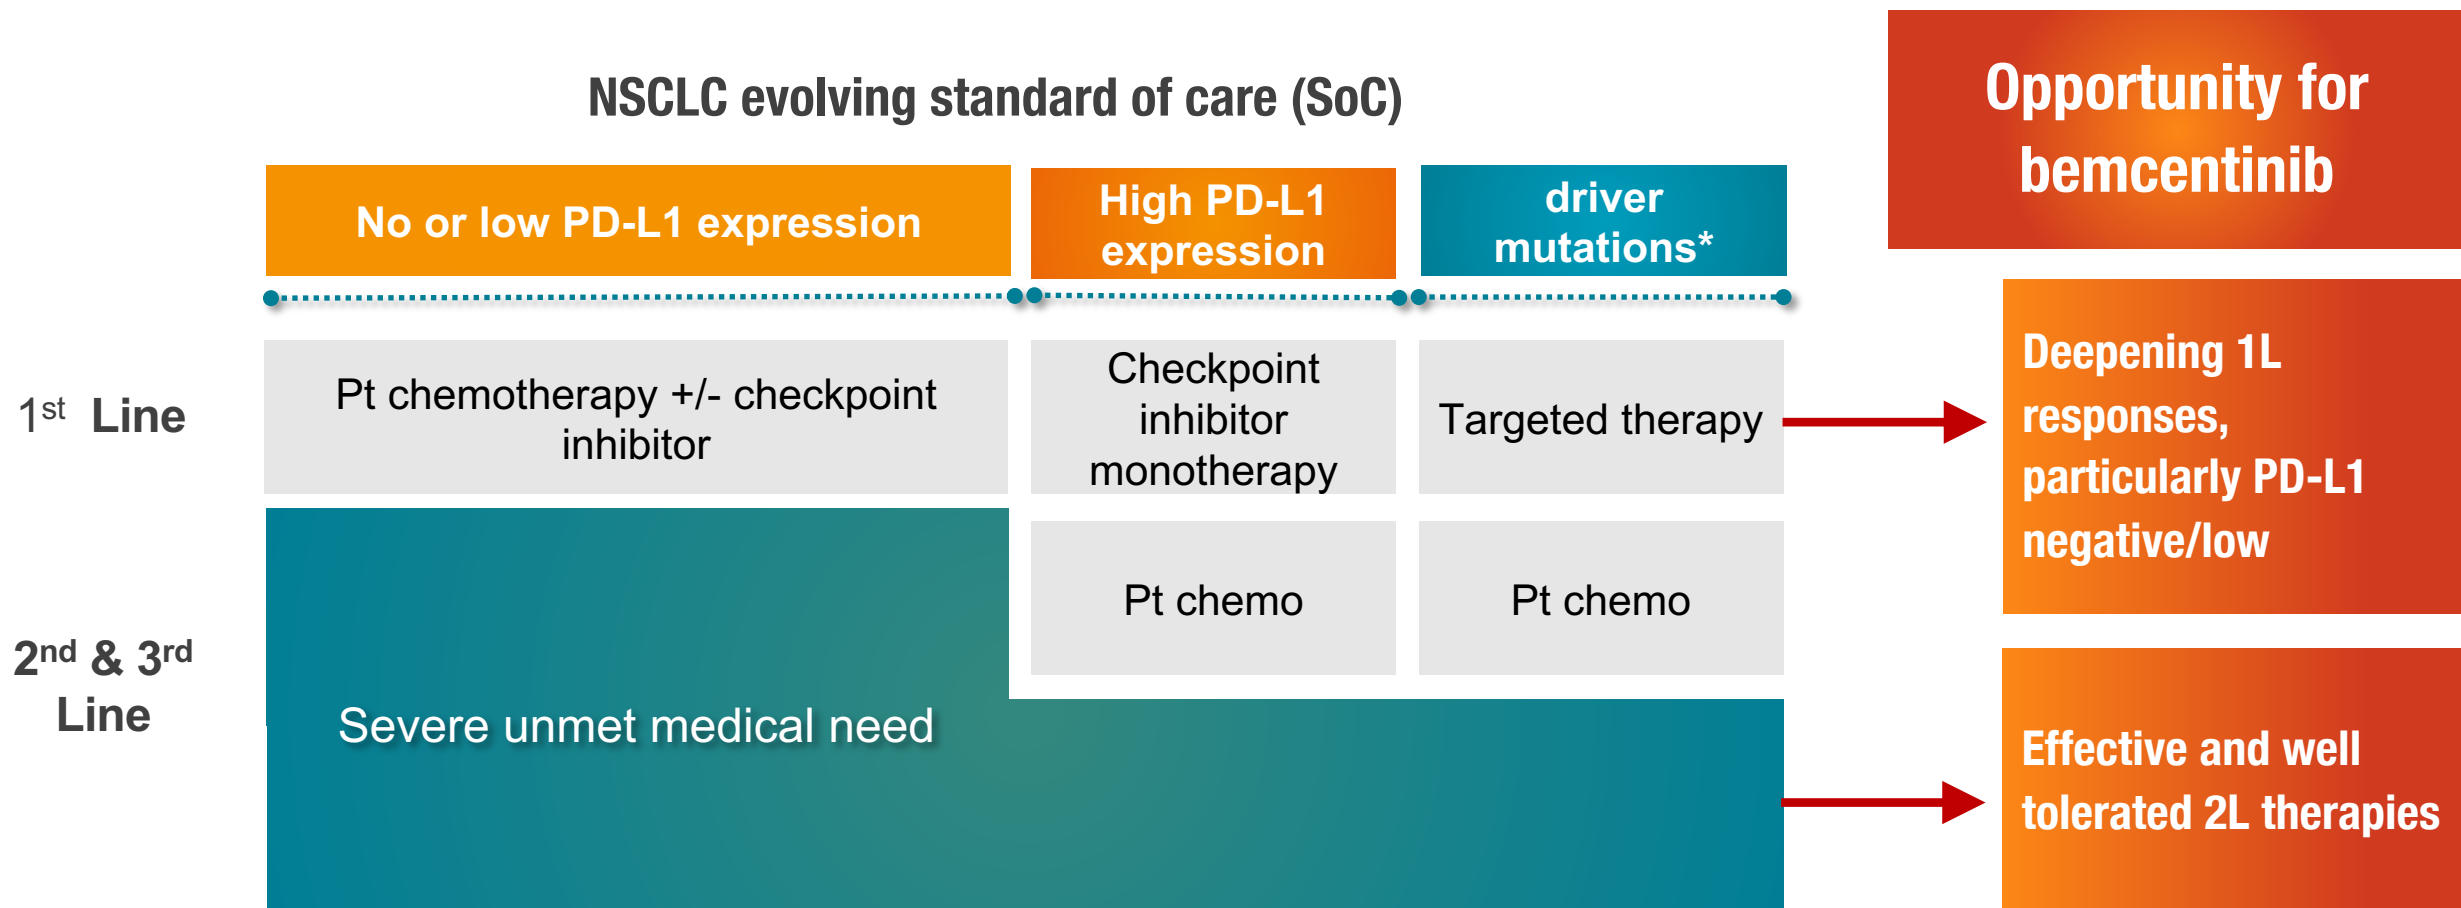 NSCLC evolving standard of care (SoC)
Opportunity for
bemcentinib
No or low PD-L1 expression
High PD-L1
expression
driver
mutations*
1st Line
Pt chemotherapy +/- checkpoint
inhibitor
Checkpoint
inhibitor
monotherapy
Targeted therapy
Deepening 1L
responses,
particularly PD-L1
negative/low
2nd & 3rd
Line
Pt chemo
Pt chemo
Severe unmet medical need
Effective and well
tolerated 2L therapies